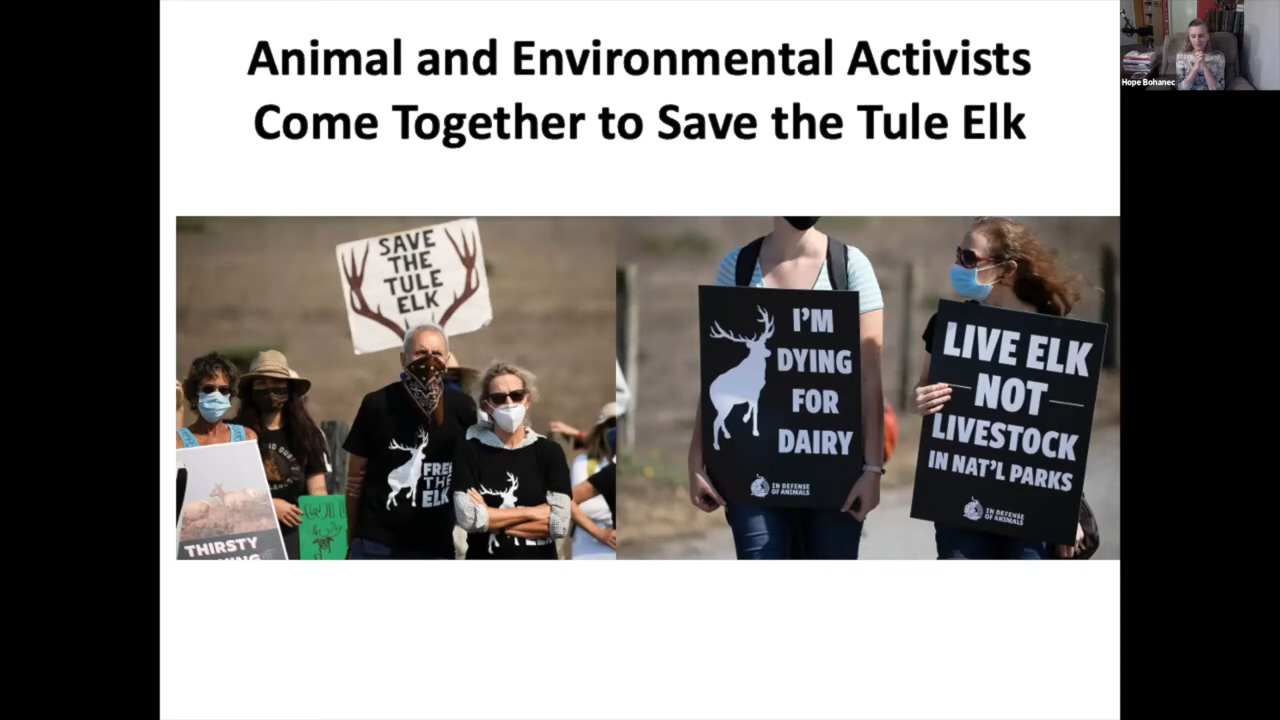 Animal and Environmental Activists
Come Together to Save the Tule Elk
Hope Bohanec
SAVE
THE
TULE
ELK
FREE
THE
ELK
THIRSTY
I'M
DYING
FOR
DAIRY
IN DEFENSE
OF ANIMALS
LIVE ELK
NOT
LIVESTOCK
IN NAT'L PARKS
IN DEFENSE
OF ANIMALS